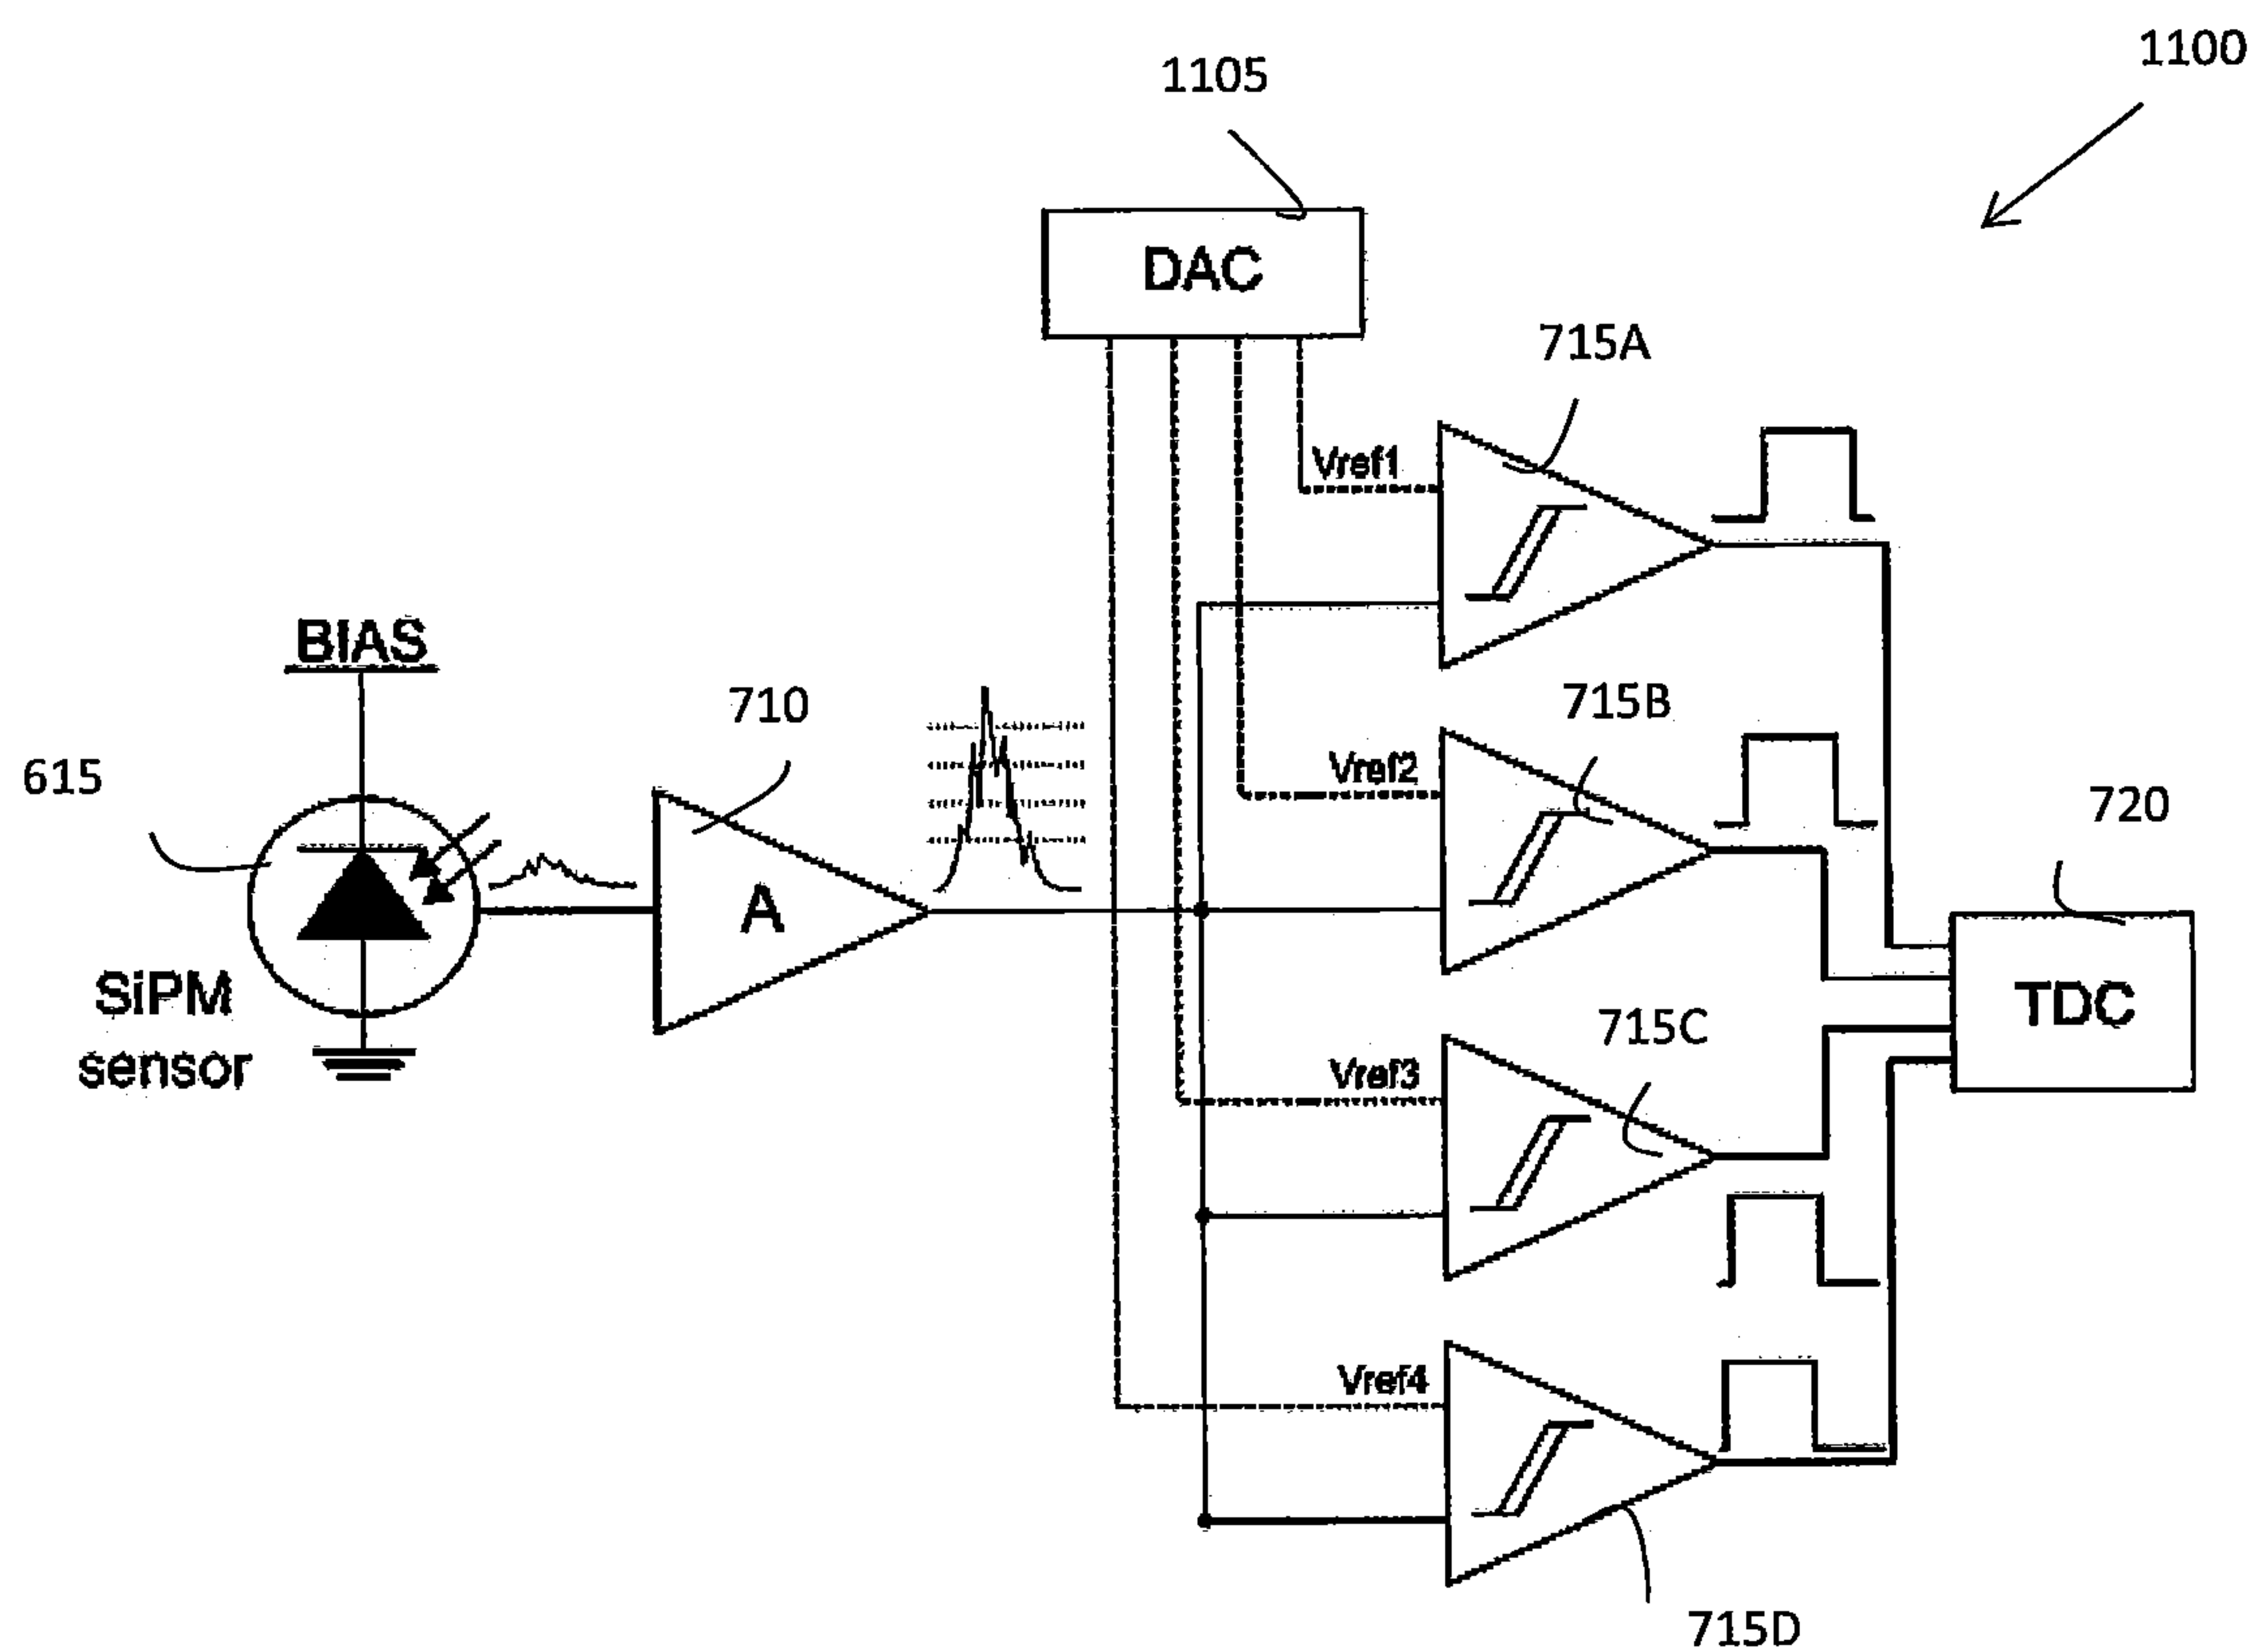 1100
1105
DAC
715A
Vref1
BIAS
710
715B
615
Vref2
720
A
SiPM
sensor
TDC
715C
Vref3
Vref4
715D